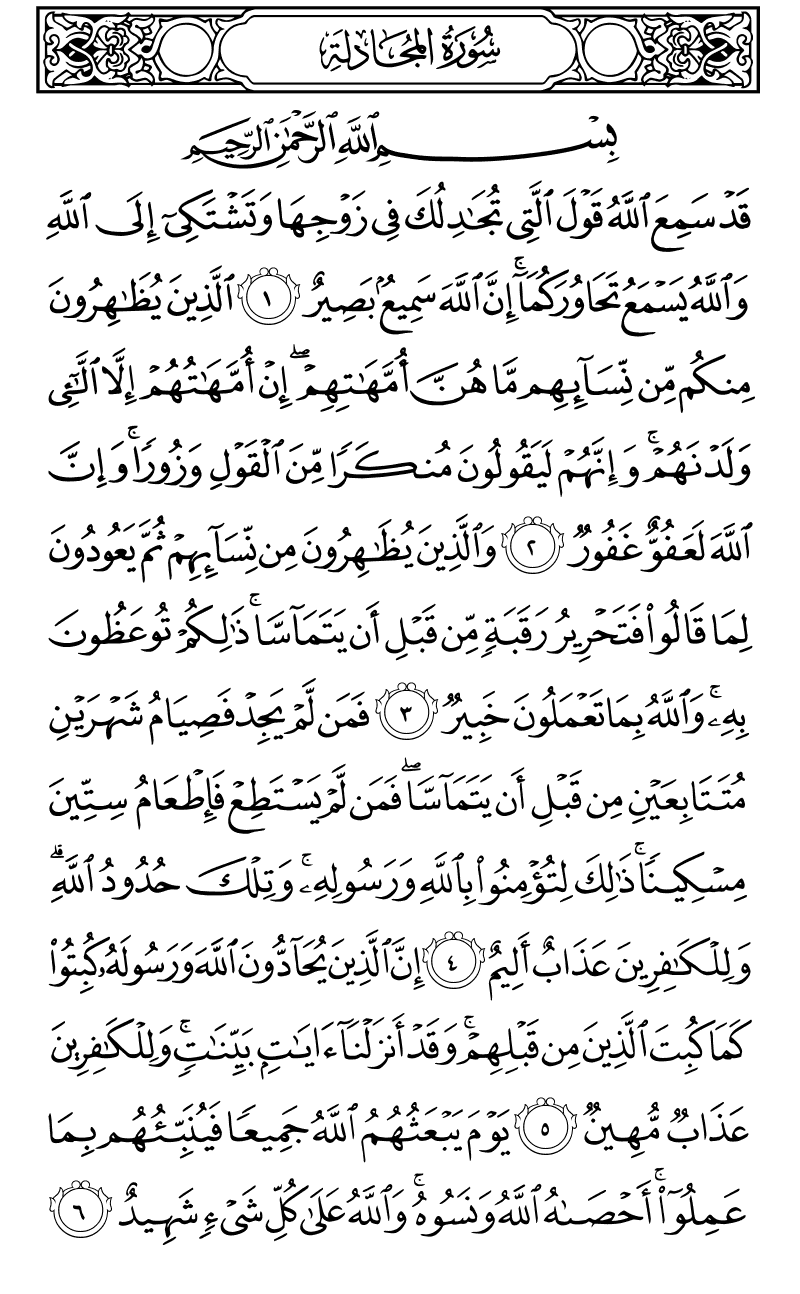 سُورَةُ المُجَادلَةِ
بِسۡمِ ٱللَّهِ ٱلرَّحۡمَٰنِ ٱلرَّحِيمِ
قَدۡ سَمِعَ ٱللَّهُ قَوۡلَ ٱلَّتِي تُجَٰدِلُكَ فِي زَوۡجِهَا وَتَشۡتَكِيٓ إِلَى ٱللَّهِ
وَٱللَّهُ يَسۡمَعُ تَحَاوُرَكُمَآۚ إِنَّ ٱللَّهَ سَمِيعُۢ بَصِيرٌ ١ ٱلَّذِينَ يُظَٰهِرُونَ
مِنكُم مِّن نِّسَآئِهِم مَّا هُنَّ أُمَّهَٰتِهِمۡۖ إِنۡ أُمَّهَٰتُهُمۡ إِلَّا ٱلَّٰٓـِٔي
وَلَدۡنَهُمۡۚ وَإِنَّهُمۡ لَيَقُولُونَ مُنكَرٗا مِّنَ ٱلۡقَوۡلِ وَزُورٗاۚ وَإِنَّ
ٱللَّهَ لَعَفُوٌّ غَفُورٞ ٢ وَٱلَّذِينَ يُظَٰهِرُونَ مِن نِّسَآئِهِمۡ ثُمَّ يَعُودُونَ
لِمَا قَالُواْ فَتَحۡرِيرُ رَقَبَةٖ مِّن قَبۡلِ أَن يَتَمَآسَّاۚ ذَٰلِكُمۡ تُوعَظُونَ
بِهِۦۚ وَٱللَّهُ بِمَا تَعۡمَلُونَ خَبِيرٞ ٣ فَمَن لَّمۡ يَجِدۡ فَصِيَامُ شَهۡرَيۡنِ
مُتَتَابِعَيۡنِ مِن قَبۡلِ أَن يَتَمَآسَّاۖ فَمَن لَّمۡ يَسۡتَطِعۡ فَإِطۡعَامُ سِتِّينَ
مِسۡكِينٗاۚ ذَٰلِكَ لِتُؤۡمِنُواْ بِٱللَّهِ وَرَسُولِهِۦۚ وَتِلۡكَ حُدُودُ ٱللَّهِۗ
وَلِلۡكَٰفِرِينَ عَذَابٌ أَلِيمٌ ٤ إِنَّ ٱلَّذِينَ يُحَآدُّونَ ٱللَّهَ وَرَسُولَهُۥ كُبِتُواْ
كَمَا كُبِتَ ٱلَّذِينَ مِن قَبۡلِهِمۡۚ وَقَدۡ أَنزَلۡنَآ ءَايَٰتِۭ بَيِّنَٰتٖۚ وَلِلۡكَٰفِرِينَ
عَذَابٞ مُّهِينٞ ٥ يَوۡمَ يَبۡعَثُهُمُ ٱللَّهُ جَمِيعٗا فَيُنَبِّئُهُم بِمَا
عَمِلُوٓاْۚ أَحۡصَىٰهُ ٱللَّهُ وَنَسُوهُۚ وَٱللَّهُ عَلَىٰ كُلِّ شَيۡءٖ شَهِيدٌ ٦